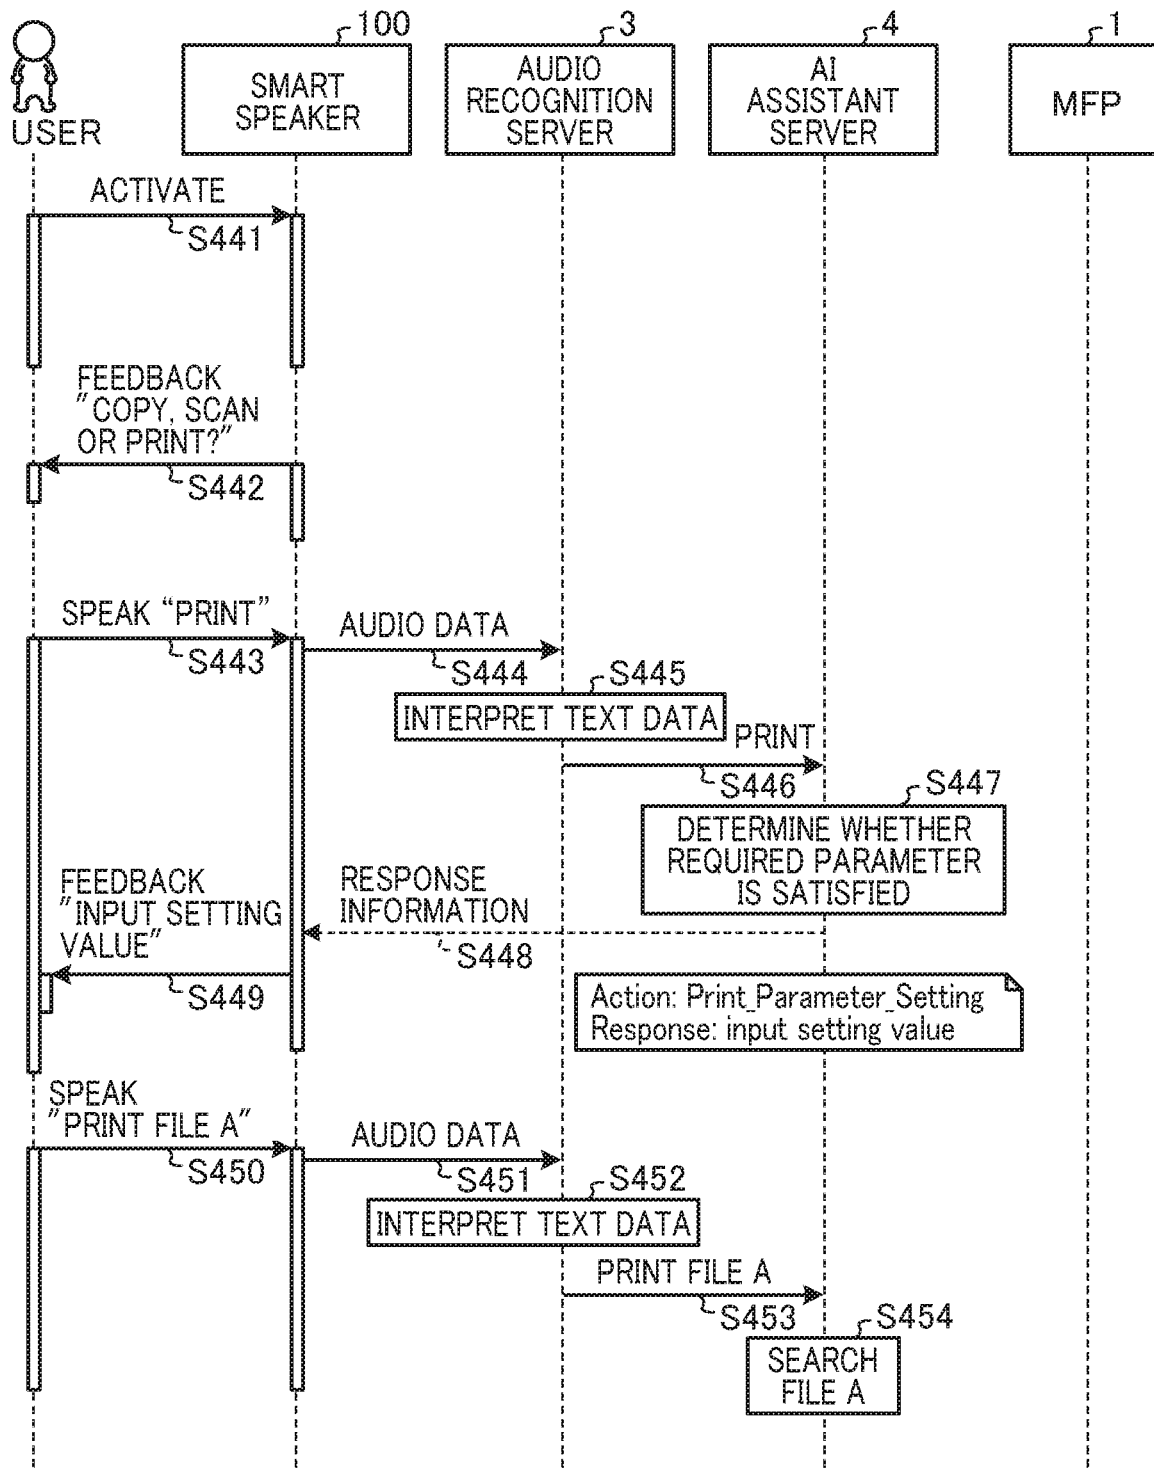 100
3
4
1
USER
SMART
SPEAKER
AUDIO
RECOGNITION
SERVER
AI
ASSISTANT
SERVER
MFP
ACTIVATE
S441
FEEDBACK
"COPY, SCAN
OR PRINT?"
S442
SPEAK “PRINT”
S443
AUDIO DATA
S444
S445
INTERPRET TEXT DATA
PRINT
S446
S447
DETERMINE WHETHER
REQUIRED PARAMETER
IS SATISFIED
RESPONSE
INFORMATION
S448
FEEDBACK
"INPUT SETTING
VALUE"
S449
Action: Print_Parameter_Setting
Response: input setting value
SPEAK
"PRINT FILE A"
S450
AUDIO DATA
S451
S452
INTERPRET TEXT DATA
PRINT FILE A
S453
S454
SEARCH
FILE A